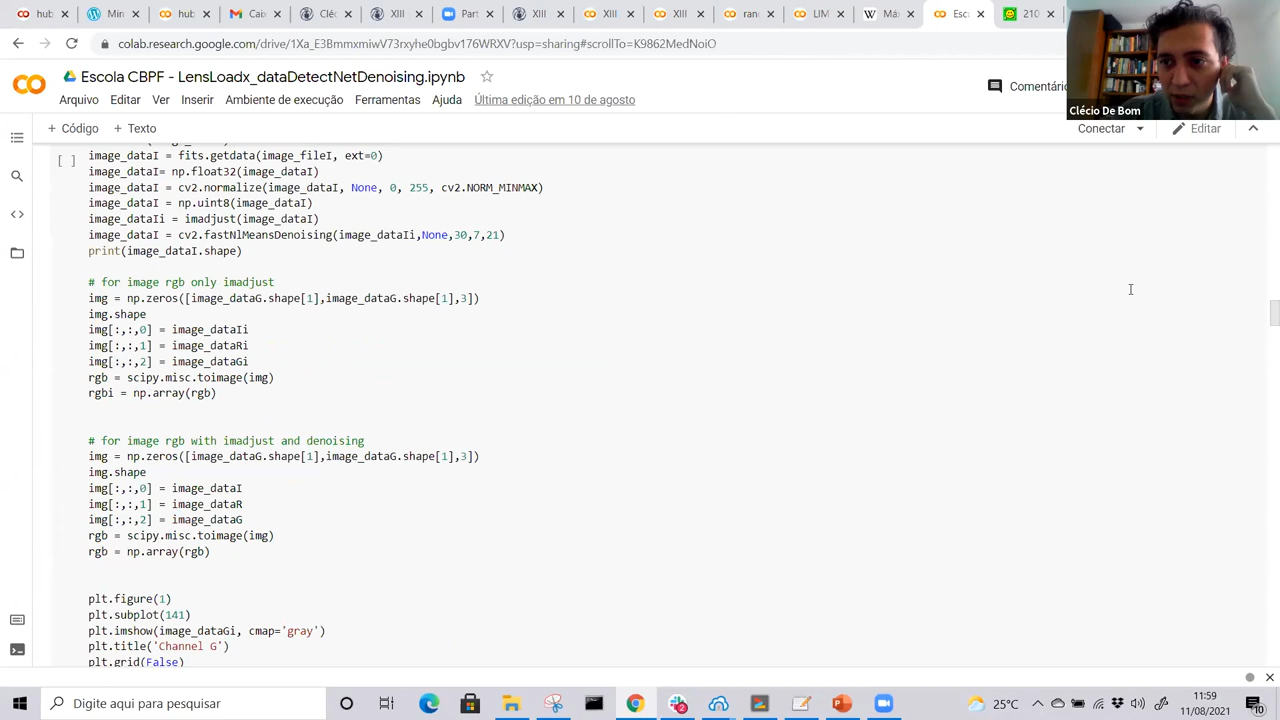 hub
Min
hub
Caix
Cléc
XIII
Part
XIII
XIII
XIII
LIM
Má
Esc
210
colab.research.google.com/drive/1Xa_E3BmmxmiwV73rxxhe0bgbv176WRXV?usp=sharing#scrollTo=K9862MedNoiO
Escola CBPF - LensLoadx_dataDetectNetDenoising.ipynb
Arquivo Editar Ver Inserir Ambiente de execução Ferramentas Ajuda Última edição em 10 de agosto
Comentário
Clécio De Bom
+ Código + Texto
Conectar Editar
[ ]
image_dataI = fits.getdata(image_fileI, ext=0)
image_dataI= np.float32(image_dataI)
image_dataI = cv2.normalize(image_dataI, None, 0, 255, cv2.NORM_MINMAX)
image_dataI = np.uint8(image_dataI)
image_dataIi = imadjust(image_dataI)
image_dataI = cv2.fastNlMeansDenoising(image_dataIi,None,30,7,21)
print(image_dataI.shape)
# for image rgb only imadjust
img = np.zeros([image_dataG.shape[1],image_dataG.shape[1],3])
img.shape
img[:,:,0] = image_dataIi
img[:,:,1] = image_dataRi
img[:,:,2] = image_dataGi
rgb = scipy.misc.toimage(img)
rgbi = np.array(rgb)
# for image rgb with imadjust and denoising
img = np.zeros([image_dataG.shape[1],image_dataG.shape[1],3])
img.shape
img[:,:,0] = image_dataI
img[:,:,1] = image_dataR
img[:,:,2] = image_dataG
rgb = scipy.misc.toimage(img)
rgb = np.array(rgb)
plt.figure(1)
plt.subplot(141)
plt.imshow(image_dataGi, cmap='gray')
plt.title('Channel G')
plt.grid(False)
Digite aqui para pesquisar
25°C
11:59
11/08/2021